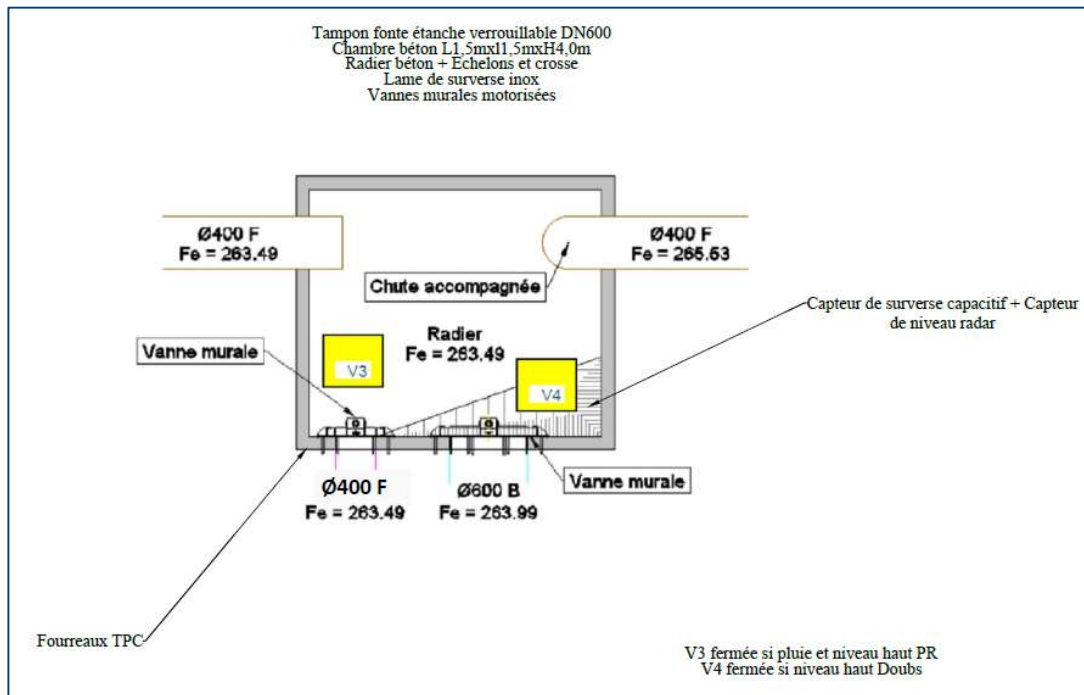 Tampon fonte étanche verrouillable DN600
Chambre béton L1,5mxl1,5mxH4,0m
Radier béton + Echelons et crosse
Lame de surverse inox
Vannes murales motorisées
Ø400 F
Fe = 263.49
Ø400 F
Fe = 265.53
Chute accompagnée
Capteur de surverse capacitif + Capteur
de niveau radar
Radier
Fe = 263.49
Vanne murale
V3
V4
Vanne murale
Ø400 F
Fe = 263.49
Ø600 B
Fe = 263.99
Fourreaux TPC
V3 fermée si pluie et niveau haut PR
V4 fermée si niveau haut Doubs